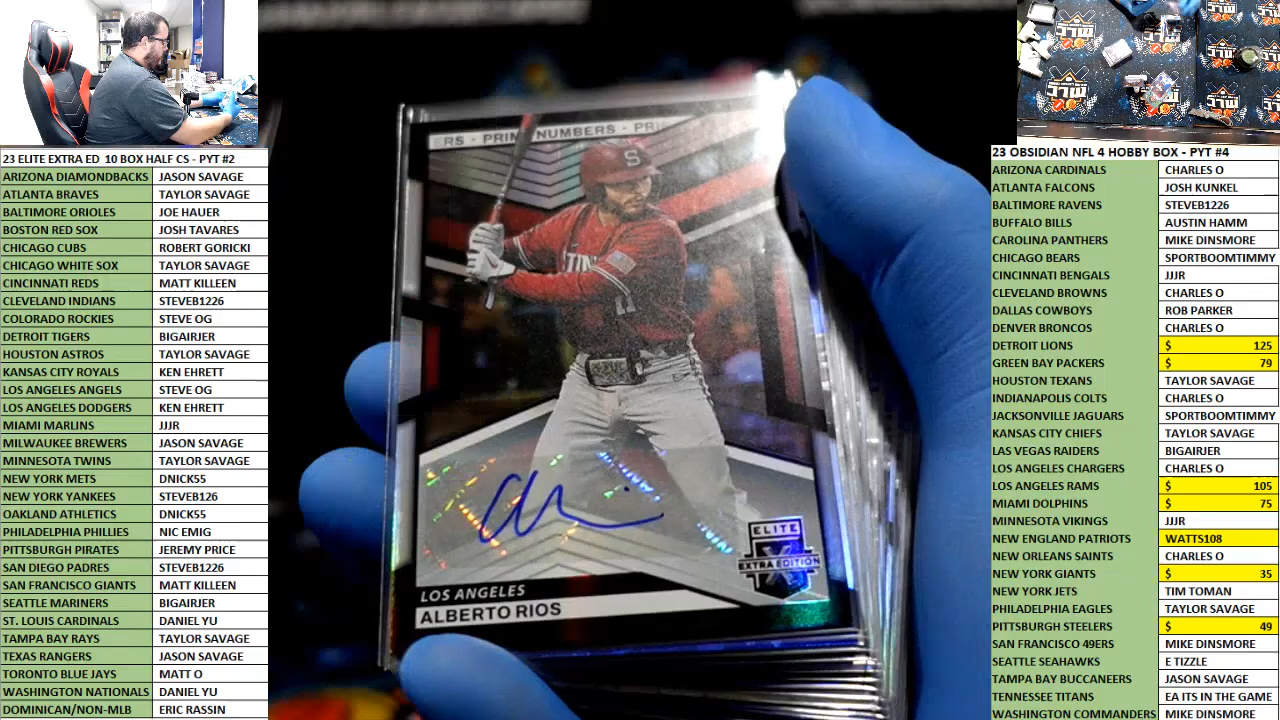 23 ELITE EXTRA ED 10 BOX HALF CS - PYT #2
ARIZONA DIAMONDBACKS JASON SAVAGE
ATLANTA BRAVES TAYLOR SAVAGE
BALTIMORE ORIOLES JOE HAUER
BOSTON RED SOX JOSH TAVARES
CHICAGO CUBS ROBERT GORICKI
CHICAGO WHITE SOX TAYLOR SAVAGE
CINCINNATI REDS MATT KILLEEN
CLEVELAND INDIANS STEVEB1226
COLORADO ROCKIES STEVE OG
DETROIT TIGERS BIGAIRJER
HOUSTON ASTROS TAYLOR SAVAGE
KANSAS CITY ROYALS KEN EHRETT
LOS ANGELES ANGELS STEVE OG
LOS ANGELES DODGERS KEN EHRETT
MIAMI MARLINS JJJR
MILWAUKEE BREWERS JASON SAVAGE
MINNESOTA TWINS TAYLOR SAVAGE
NEW YORK METS DNICK55
NEW YORK YANKEES STEVEB126
OAKLAND ATHLETICS DNICK55
PHILADELPHIA PHILLIES NIC EMIG
PITTSBURGH PIRATES JEREMY PRICE
SAN DIEGO PADRES STEVEB1226
SAN FRANCISCO GIANTS MATT KILLEEN
SEATTLE MARINERS BIGAIRJER
ST. LOUIS CARDINALS DANIEL YU
TAMPA BAY RAYS TAYLOR SAVAGE
TEXAS RANGERS JASON SAVAGE
TORONTO BLUE JAYS MATT O
WASHINGTON NATIONALS DANIEL YU
DOMINICAN/NON-MLB ERIC RASSIN
ERS - PRIME NUMBERS - PRI
S
ELITE
X
EXTRA EDITION
LOS ANGELES
ALBERTO RIOS
23 OBSIDIAN NFL 4 HOBBY BOX - PYT #4
ARIZONA CARDINALS CHARLES O
ATLANTA FALCONS JOSH KUNKEL
BALTIMORE RAVENS STEVEB1226
BUFFALO BILLS AUSTIN HAMM
CAROLINA PANTHERS MIKE DINSMORE
CHICAGO BEARS SPORTBOOMTIMMY
CINCINNATI BENGALS JJJR
CLEVELAND BROWNS CHARLES O
DALLAS COWBOYS ROB PARKER
DENVER BRONCOS CHARLES O
DETROIT LIONS $ 125
GREEN BAY PACKERS $ 79
HOUSTON TEXANS TAYLOR SAVAGE
INDIANAPOLIS COLTS CHARLES O
JACKSONVILLE JAGUARS SPORTBOOMTIMMY
KANSAS CITY CHIEFS TAYLOR SAVAGE
LAS VEGAS RAIDERS BIGAIRJER
LOS ANGELES CHARGERS CHARLES O
LOS ANGELES RAMS $ 105
MIAMI DOLPHINS $ 75
MINNESOTA VIKINGS JJJR
NEW ENGLAND PATRIOTS WATTS108
NEW ORLEANS SAINTS CHARLES O
NEW YORK GIANTS $ 35
NEW YORK JETS TIM TOMAN
PHILADELPHIA EAGLES TAYLOR SAVAGE
PITTSBURGH STEELERS $ 49
SAN FRANCISCO 49ERS MIKE DINSMORE
SEATTLE SEAHAWKS E TIZZLE
TAMPA BAY BUCCANEERS JASON SAVAGE
TENNESSEE TITANS EA ITS IN THE GAME
WASHINGTON COMMANDERS MIKE DINSMORE